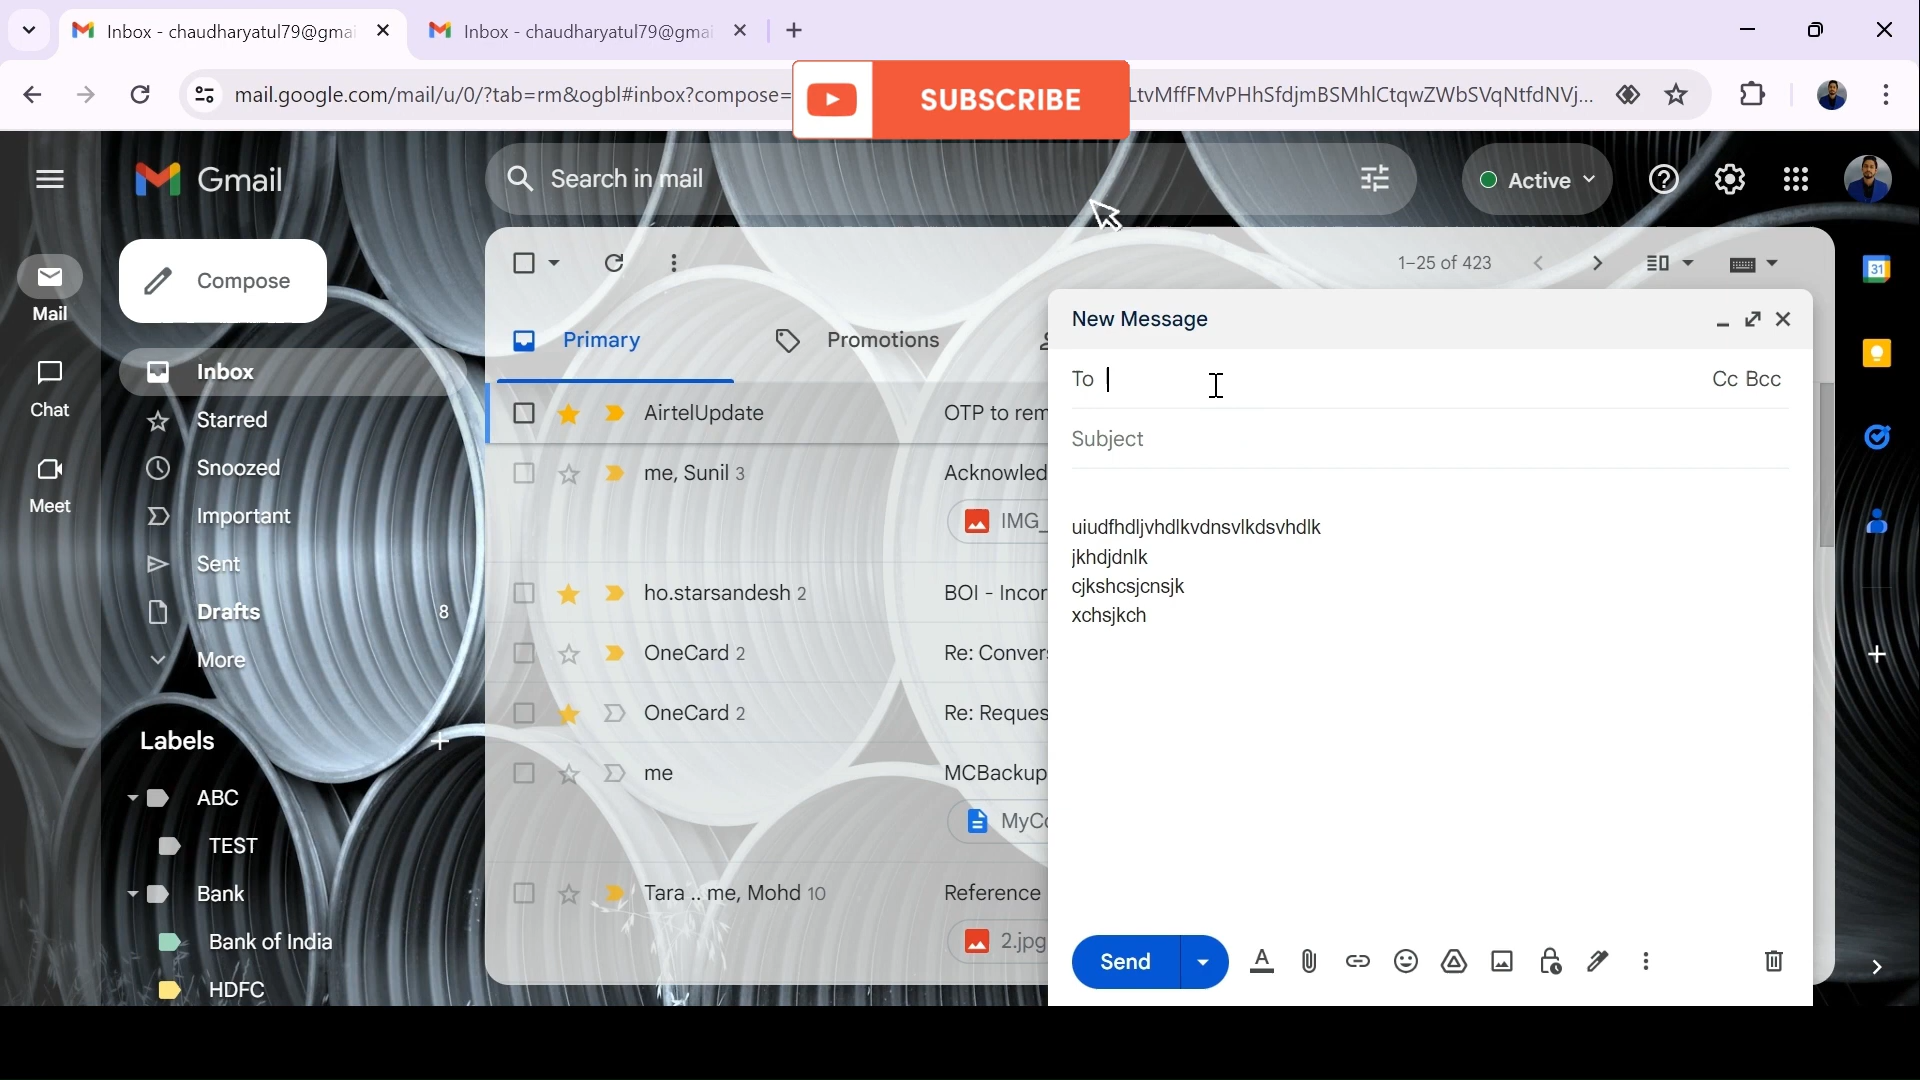 Inbox - chaudharyatul79@gmai
Inbox - chaudharyatul79@gmai
mail.google.com/mail/u/0/?tab=rm&ogbl#inbox?compose=
SUBSCRIBE
LtvMffFMvPHhSfdjmBSMhlCtqwZWbSVqNtfdNVj...
Gmail
Search in mail
Active
Compose
1–25 of 423
31
Mail
Chat
Meet
Inbox
Starred
Snoozed
Important
Sent
Drafts 8
More
Labels
ABC
TEST
Bank
Bank of India
HDFC
Primary
Promotions
AirtelUpdate OTP to rem
me, Sunil 3 Acknowled
IMG_
ho.starsandesh 2 BOI - Incor
OneCard 2 Re: Convers
OneCard 2 Re: Reques
me MCBackup
MyCo
Tara .. me, Mohd 10 Reference
2.jpg
New Message
To
Cc Bcc
Subject
uiudfhdljvhdlkvdnsvlkdsvhdlk
jkhdjdnlk
cjkshcsjcnsjk
xchsjkch
Send